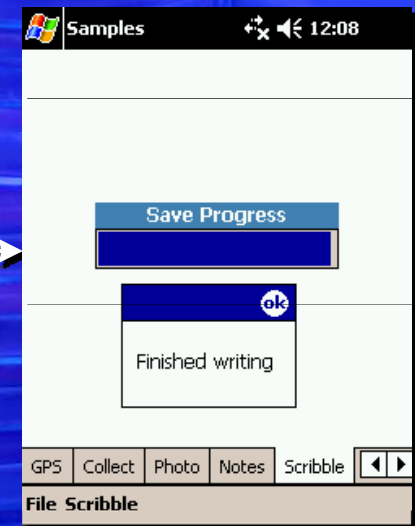 Samples 12:08
Save Progress
ok
Finished writing
GPS Collect Photo Notes Scribble
File Scribble